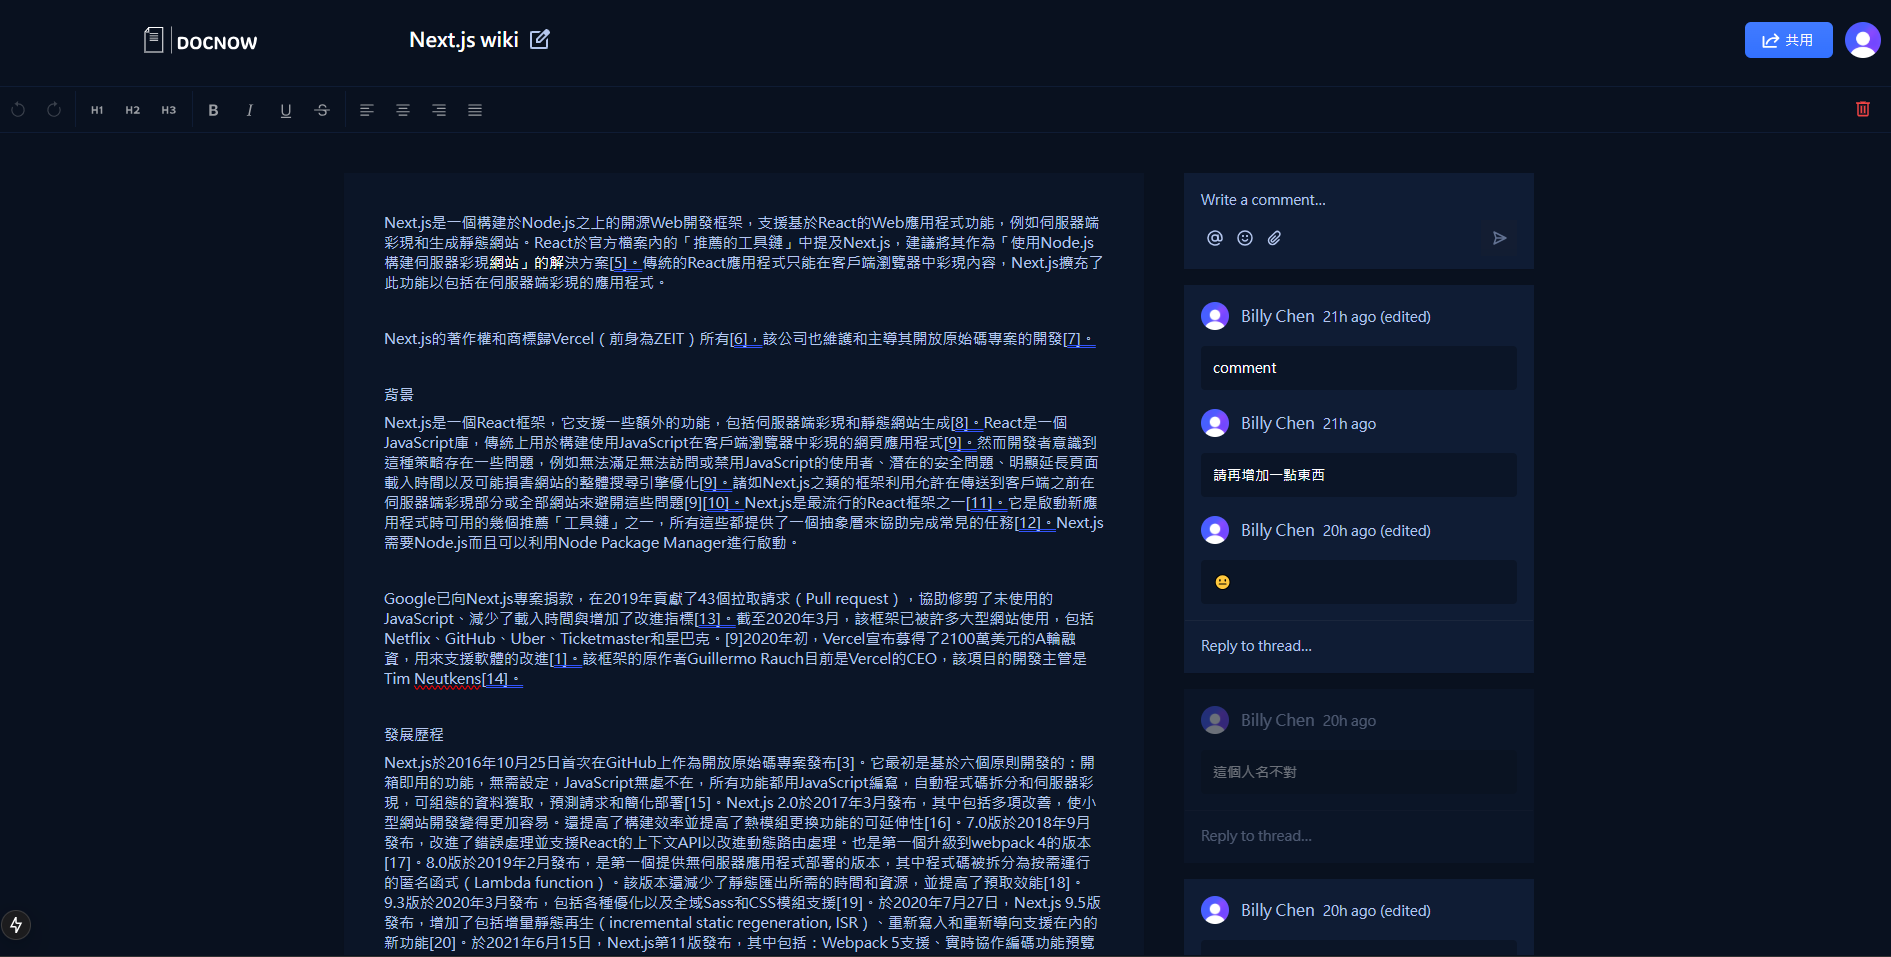 DOCNOW
Next.js wiki
共用
H1 H2 H3 B I U S
Next.js是一個構建於Node.js之上的開源Web開發框架，支援基於React的Web應用程式功能，例如伺服器端
彩現和生成靜態網站。React於官方檔案內的「推薦的工具鏈」中提及Next.js，建議將其作為「使用Node.js
構建伺服器彩現網站」的解決方案[5]。傳統的React應用程式只能在客戶端瀏覽器中彩現內容，Next.js擴充了
此功能以包括在伺服器端彩現的應用程式。
Next.js的著作權和商標歸Vercel（前身為ZEIT）所有[6]，該公司也維護和主導其開放原始碼專案的開發[7]。
背景
Next.js是一個React框架，它支援一些額外的功能，包括伺服器端彩現和靜態網站生成[8]。React是一個
JavaScript庫，傳統上用於構建使用JavaScript在客戶端瀏覽器中彩現的網頁應用程式[9]。然而開發者意識到
這種策略存在一些問題，例如無法滿足無法訪問或禁用JavaScript的使用者、潛在的安全問題、明顯延長頁面
載入時間以及可能損害網站的整體搜尋引擎優化[9]。諸如Next.js之類的框架利用允許在傳送到客戶端之前在
伺服器端彩現部分或全部網站來避開這些問題[9][10]。Next.js是最流行的React框架之一[11]。它是啟動新應
用程式時可用的幾個推薦「工具鏈」之一，所有這些都提供了一個抽象層來協助完成常見的任務[12]。Next.js
需要Node.js而且可以利用Node Package Manager進行啟動。
Google已向Next.js專案捐款，在2019年貢獻了43個拉取請求（Pull request），協助修剪了未使用的
JavaScript、減少了載入時間與增加了改進指標[13]。截至2020年3月，該框架已被許多大型網站使用，包括
Netflix、GitHub、Uber、Ticketmaster和星巴克。[9]2020年初，Vercel宣布募得了2100萬美元的A輪融
資，用來支援軟體的改進[1]。該框架的原作者Guillermo Rauch目前是Vercel的CEO，該項目的開發主管是
Tim Neutkens[14]。
發展歷程
Next.js於2016年10月25日首次在GitHub上作為開放原始碼專案發布[3]。它最初是基於六個原則開發的：開
箱即用的功能，無需設定，JavaScript無處不在，所有功能都用JavaScript編寫，自動程式碼拆分和伺服器彩
現，可組態的資料獲取，預測請求和簡化部署[15]。Next.js 2.0於2017年3月發布，其中包括多項改善，使小
型網站開發變得更加容易。還提高了構建效率並提高了熱模組更換功能的可延伸性[16]。7.0版於2018年9月
發布，改進了錯誤處理並支援React的上下文API以改進動態路由處理。也是第一個升級到webpack 4的版本
[17]。8.0版於2019年2月發布，是第一個提供無伺服器應用程式部署的版本，其中程式碼被拆分為按需運行
的匿名函式（Lambda function）。該版本還減少了靜態匯出所需的時間和資源，並提高了預取效能[18]。
9.3版於2020年3月發布，包括各種優化以及全域Sass和CSS模組支援[19]。於2020年7月27日，Next.js 9.5版
發布，增加了包括增量靜態再生（incremental static regeneration, ISR）、重新寫入和重新導向支援在內的
新功能[20]。於2021年6月15日，Next.js第11版發布，其中包括：Webpack 5支援、實時協作編碼功能預覽
Write a comment...
Billy Chen 21h ago (edited)
comment
Billy Chen 21h ago
請再增加一點東西
Billy Chen 20h ago (edited)
😐
Reply to thread...
Billy Chen 20h ago
這個人名不對
Reply to thread...
Billy Chen 20h ago (edited)